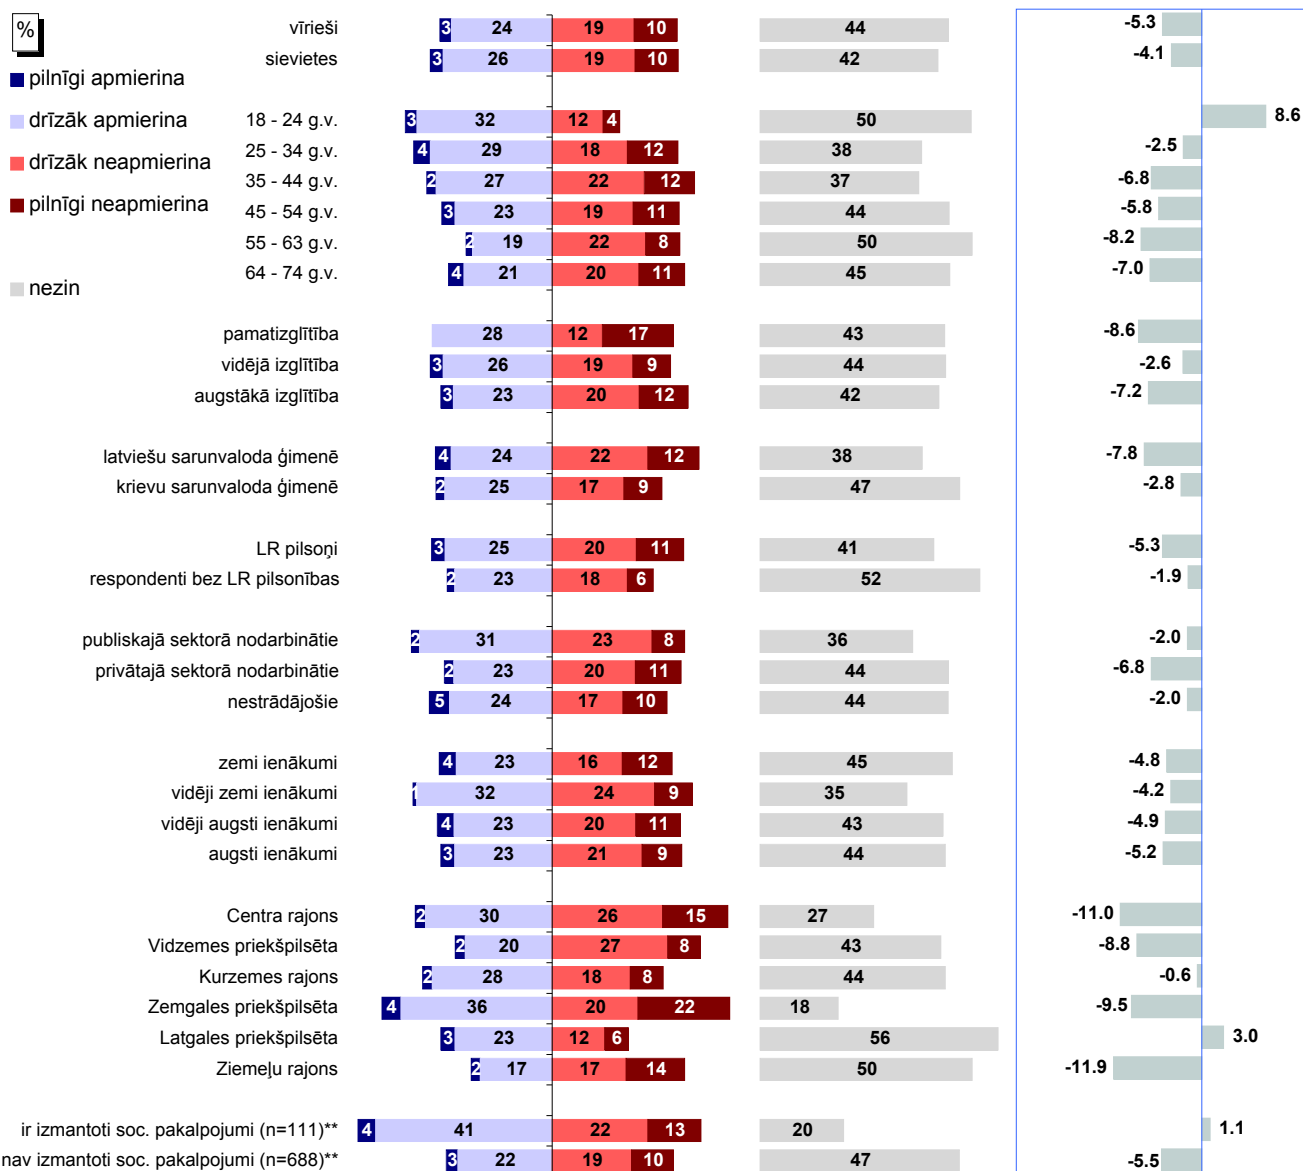 %
pilnīgi apmierina
drīzāk apmierina
drīzāk neapmierina
pilnīgi neapmierina
nezin
vīrieši 3 24 19 10 44 -5.3
sievietes 3 26 19 10 42 -4.1
18 - 24 g.v. 3 32 12 4 50 8.6
25 - 34 g.v. 4 29 18 12 38 -2.5
35 - 44 g.v. 2 27 22 12 37 -6.8
45 - 54 g.v. 3 23 19 11 44 -5.8
55 - 63 g.v. 2 19 22 8 50 -8.2
64 - 74 g.v. 4 21 20 11 45 -7.0
pamatizglītība 28 12 17 43 -8.6
vidējā izglītība 3 26 19 9 44 -2.6
augstākā izglītība 3 23 20 12 42 -7.2
latviešu sarunvaloda ģimenē 4 24 22 12 38 -7.8
krievu sarunvaloda ģimenē 2 25 17 9 47 -2.8
LR pilsoņi 3 25 20 11 41 -5.3
respondenti bez LR pilsonības 2 23 18 6 52 -1.9
publiskajā sektorā nodarbinātie 2 31 23 8 36 -2.0
privātajā sektorā nodarbinātie 2 23 20 11 44 -6.8
nestrādājošie 5 24 17 10 44 -2.0
zemi ienākumi 4 23 16 12 45 -4.8
vidēji zemi ienākumi 1 32 24 9 35 -4.2
vidēji augsti ienākumi 4 23 20 11 43 -4.9
augsti ienākumi 3 23 21 9 44 -5.2
Centra rajons 2 30 26 15 27 -11.0
Vidzemes priekšpilsēta 2 20 27 8 43 -8.8
Kurzemes rajons 2 28 18 8 44 -0.6
Zemgales priekšpilsēta 4 36 20 22 18 -9.5
Latgales priekšpilsēta 3 23 12 6 56 3.0
Ziemeļu rajons 2 17 17 14 50 -11.9
ir izmantoti soc. pakalpojumi (n=111)** 4 41 22 13 20 1.1
nav izmantoti soc. pakalpojumi (n=688)** 3 22 19 10 47 -5.5